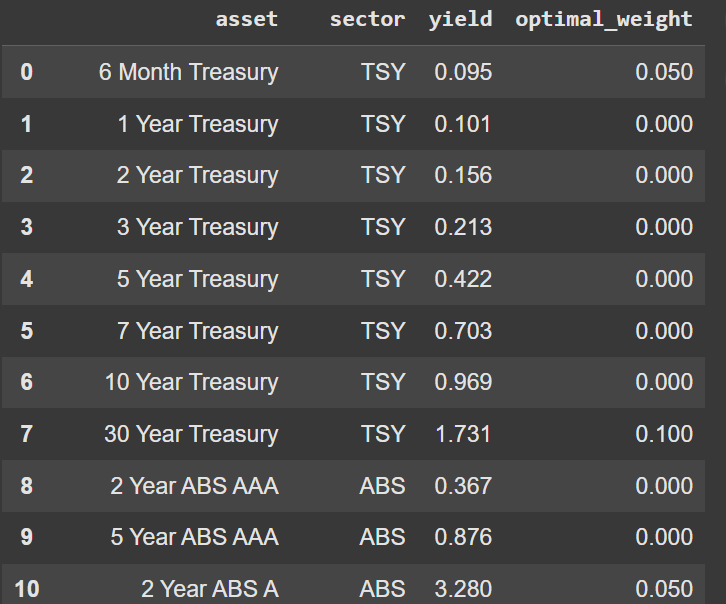 asset sector yield optimal_weight
0 6 Month Treasury TSY 0.095 0.050
1 1 Year Treasury TSY 0.101 0.000
2 2 Year Treasury TSY 0.156 0.000
3 3 Year Treasury TSY 0.213 0.000
4 5 Year Treasury TSY 0.422 0.000
5 7 Year Treasury TSY 0.703 0.000
6 10 Year Treasury TSY 0.969 0.000
7 30 Year Treasury TSY 1.731 0.100
8 2 Year ABS AAA ABS 0.367 0.000
9 5 Year ABS AAA ABS 0.876 0.000
10 2 Year ABS A ABS 3.280 0.050